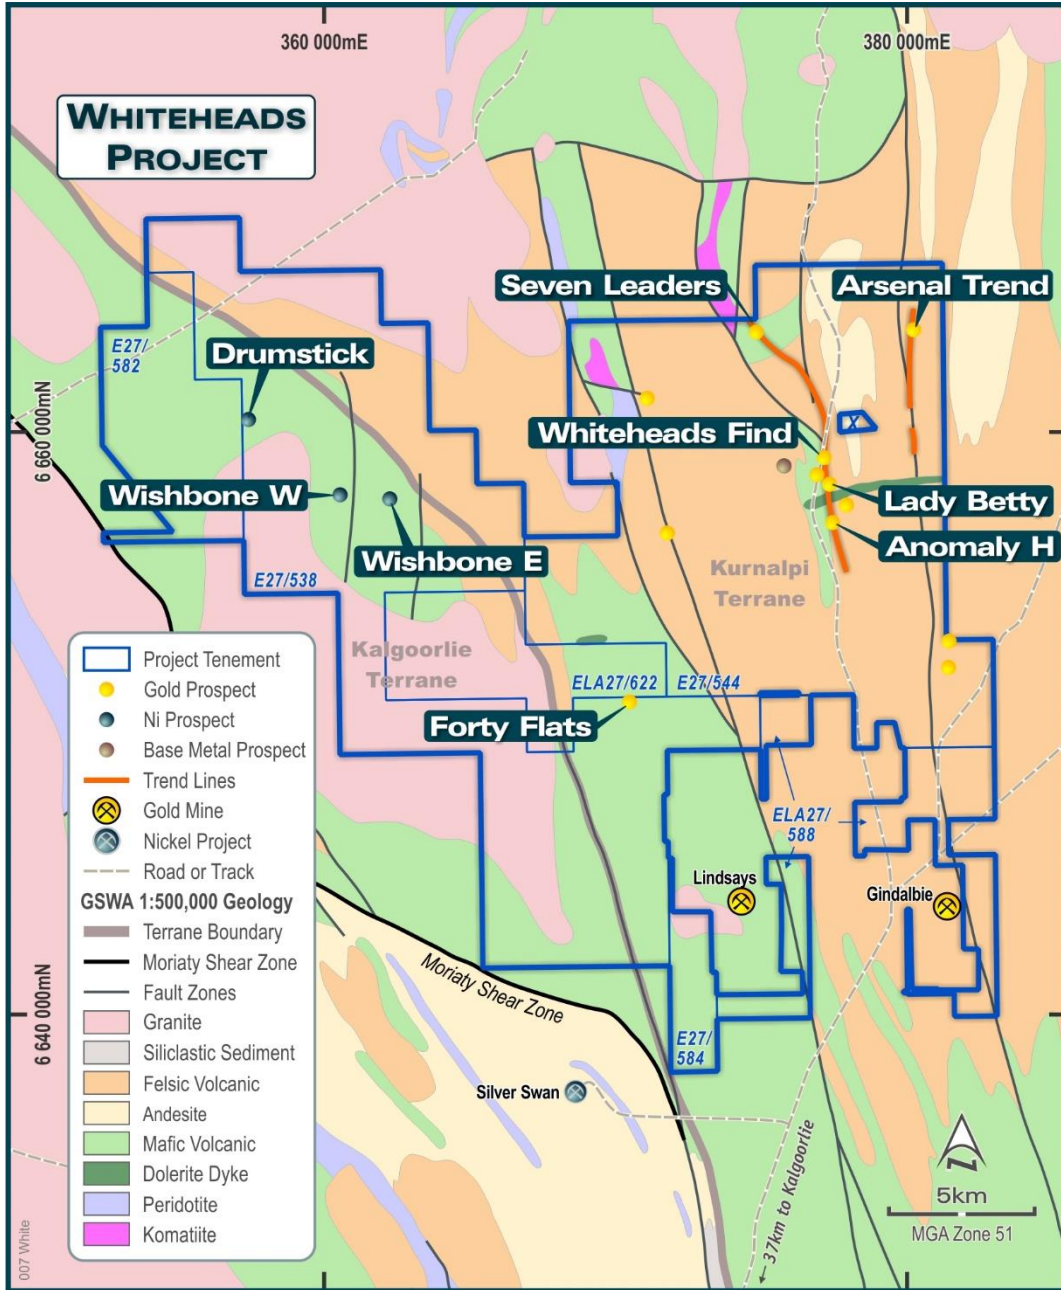 360 000mE
380 000mE
WHITEHEADS
PROJECT
Seven Leaders
Arsenal Trend
E27/
582
Drumstick
X
6 660 000mN
Whiteheads Find
Wishbone W
Lady Betty
Wishbone E
Anomaly H
E27/538
Kurnalpi
Terrane
Kalgoorlie
Terrane
ELA27/622
E27/544
Forty Flats
ELA27/
588
Lindsays
Gindalbie
Moriaty Shear Zone
6 640 000mN
E27/
584
Silver Swan
37km to Kalgoorlie
N
5km
MGA Zone 51
Project Tenement
Gold Prospect
Ni Prospect
Base Metal Prospect
Trend Lines
Gold Mine
Nickel Project
Road or Track
GSWA 1:500,000 Geology
Terrane Boundary
Moriaty Shear Zone
Fault Zones
Granite
Siliclastic Sediment
Felsic Volcanic
Andesite
Mafic Volcanic
Dolerite Dyke
Peridotite
Komatiite
007 White